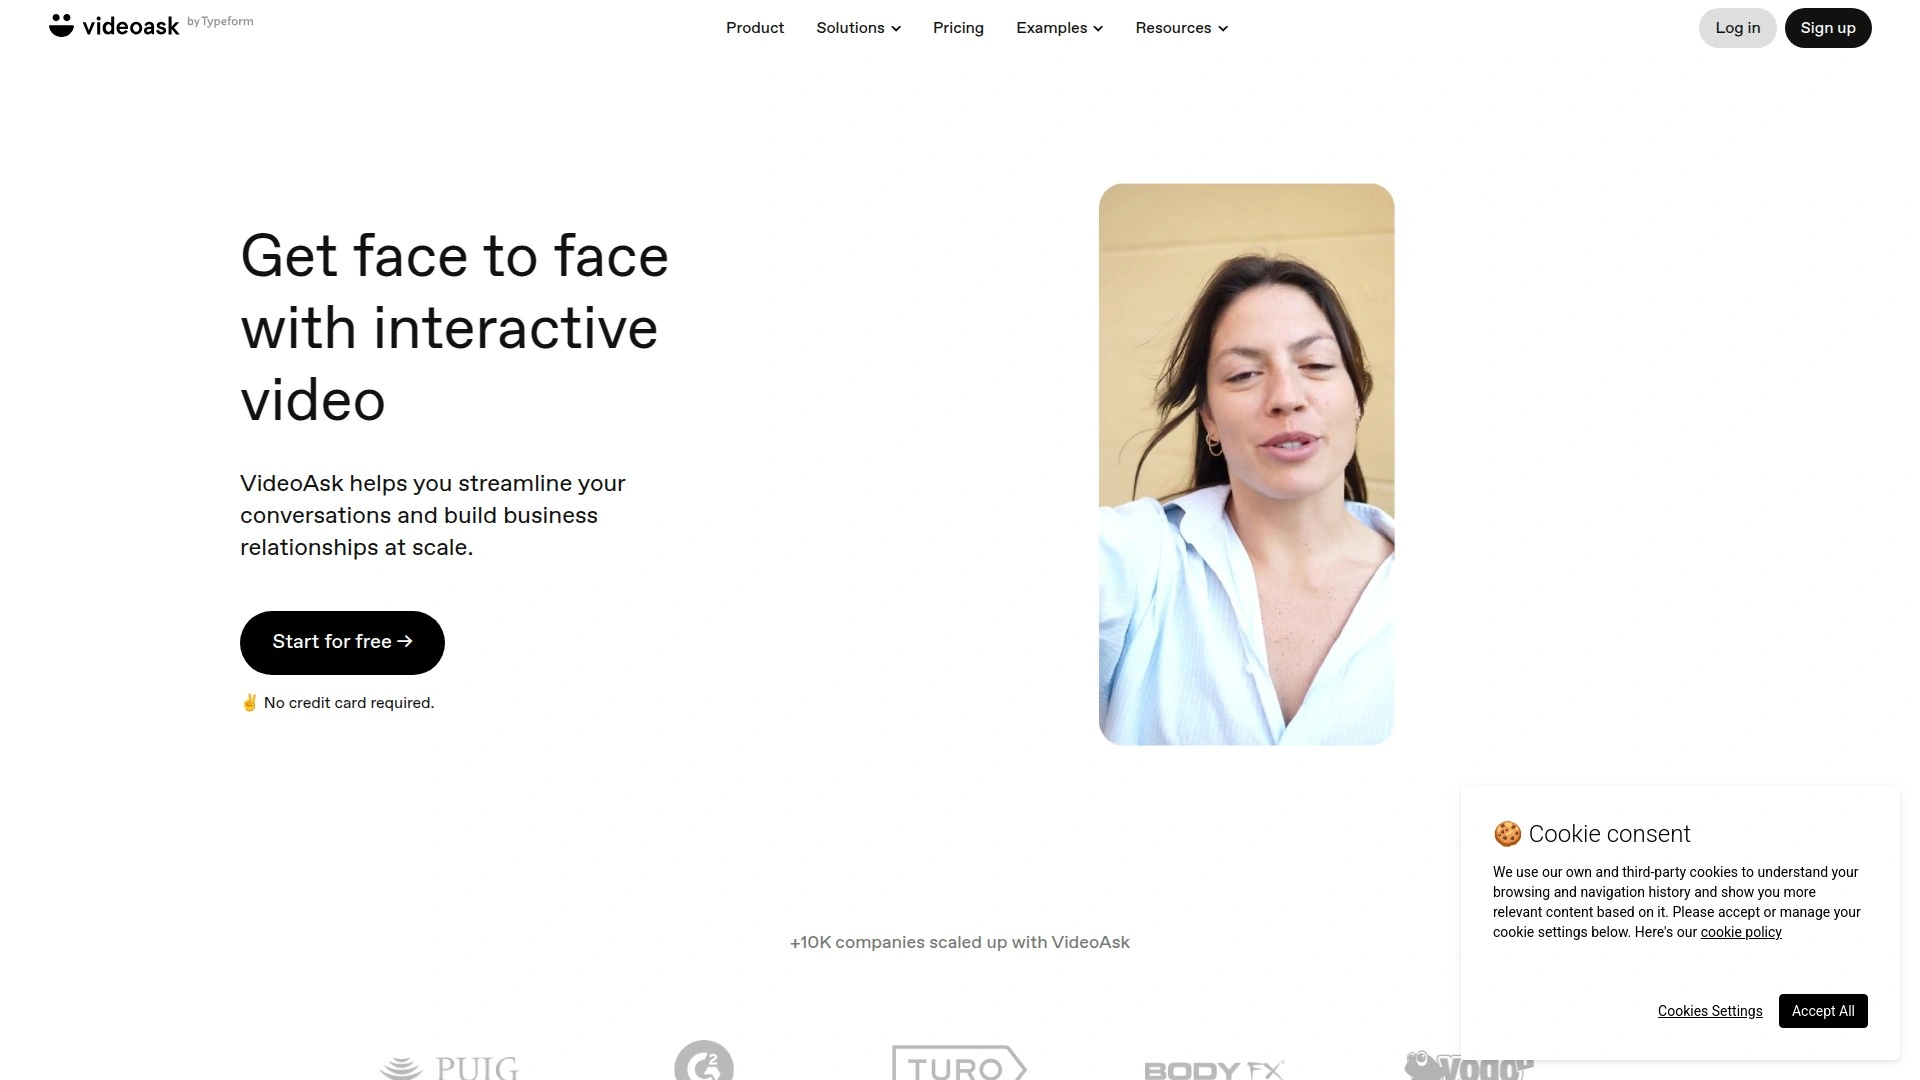 videoask by Typeform
Product Solutions Pricing Examples Resources
Log in Sign up
Get face to face
with interactive
video
VideoAsk helps you streamline your
conversations and build business
relationships at scale.
Start for free →
✌ No credit card required.
+10K companies scaled up with VideoAsk
PUIG
G2
TURO
BODY FX
🍪 Cookie consent
We use our own and third-party cookies to understand your
browsing and navigation history and show you more
relevant content based on it. Please accept or manage your
cookie settings below. Here's our cookie policy
Cookies Settings Accept All